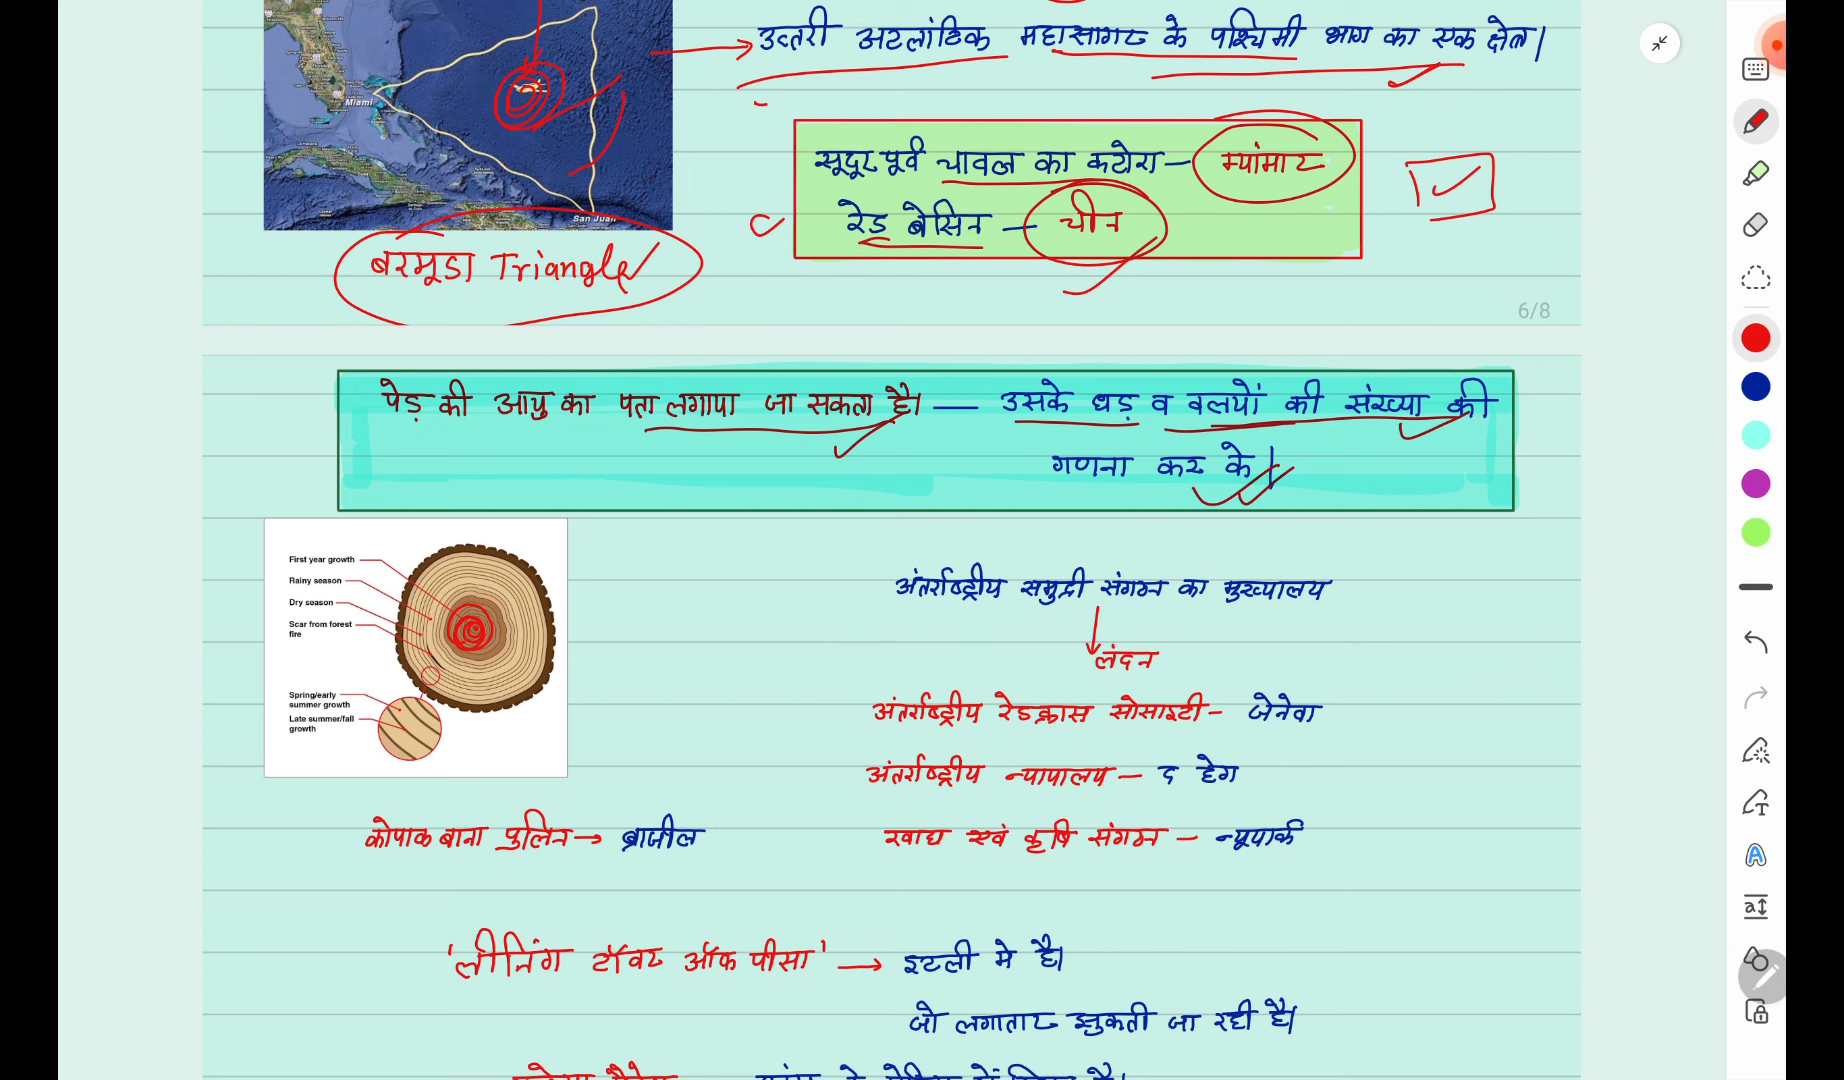 उत्तरी अटलांटिक महासागर के पश्चिमी भाग का एक क्षेत्र।
Miami
San Juan
सूदूर पूर्व चावल का कटोरा — म्यांमार
रेड बेसिन — चीन
बरमूडा Triangle
6/8
पेड़ की आयु का पता लगाया जा सकता है। — उसके धड़ व वलयों की संख्या की
गणना कर के।
First year growth
Rainy season
Dry season
Scar from forest
fire
Spring/early
summer growth
Late summer/fall
growth
अंतर्राष्ट्रीय समुद्री संगठन का मुख्यालय
लंदन
अंतर्राष्ट्रीय रेडक्रास सोसाइटी - जेनेवा
अंतर्राष्ट्रीय न्यायालय — द हेग
कोपाकबाना पुलिन → ब्राजील
खाद्य एवं कृषि संगठन — न्यूयार्क
'लीनिंग टॉवर ऑफ पीसा' → इटली मे है।
जो लगातार झुकती जा रही है।